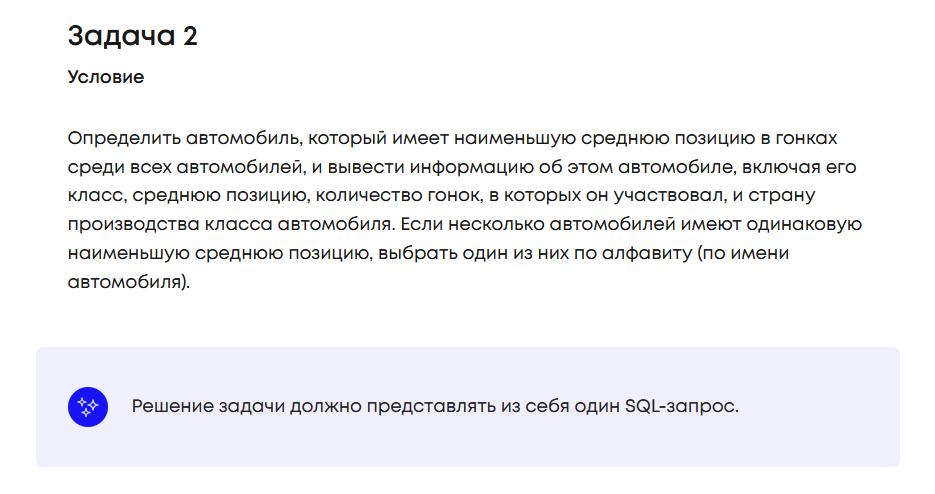 Задача 2
Условие
Определить автомобиль, который имеет наименьшую среднюю позицию в гонках
среди всех автомобилей, и вывести информацию об этом автомобиле, включая его
класс, среднюю позицию, количество гонок, в которых он участвовал, и страну
производства класса автомобиля. Если несколько автомобилей имеют одинаковую
наименьшую среднюю позицию, выбрать один из них по алфавиту (по имени
автомобиля).
Решение задачи должно представлять из себя один SQL-запрос.